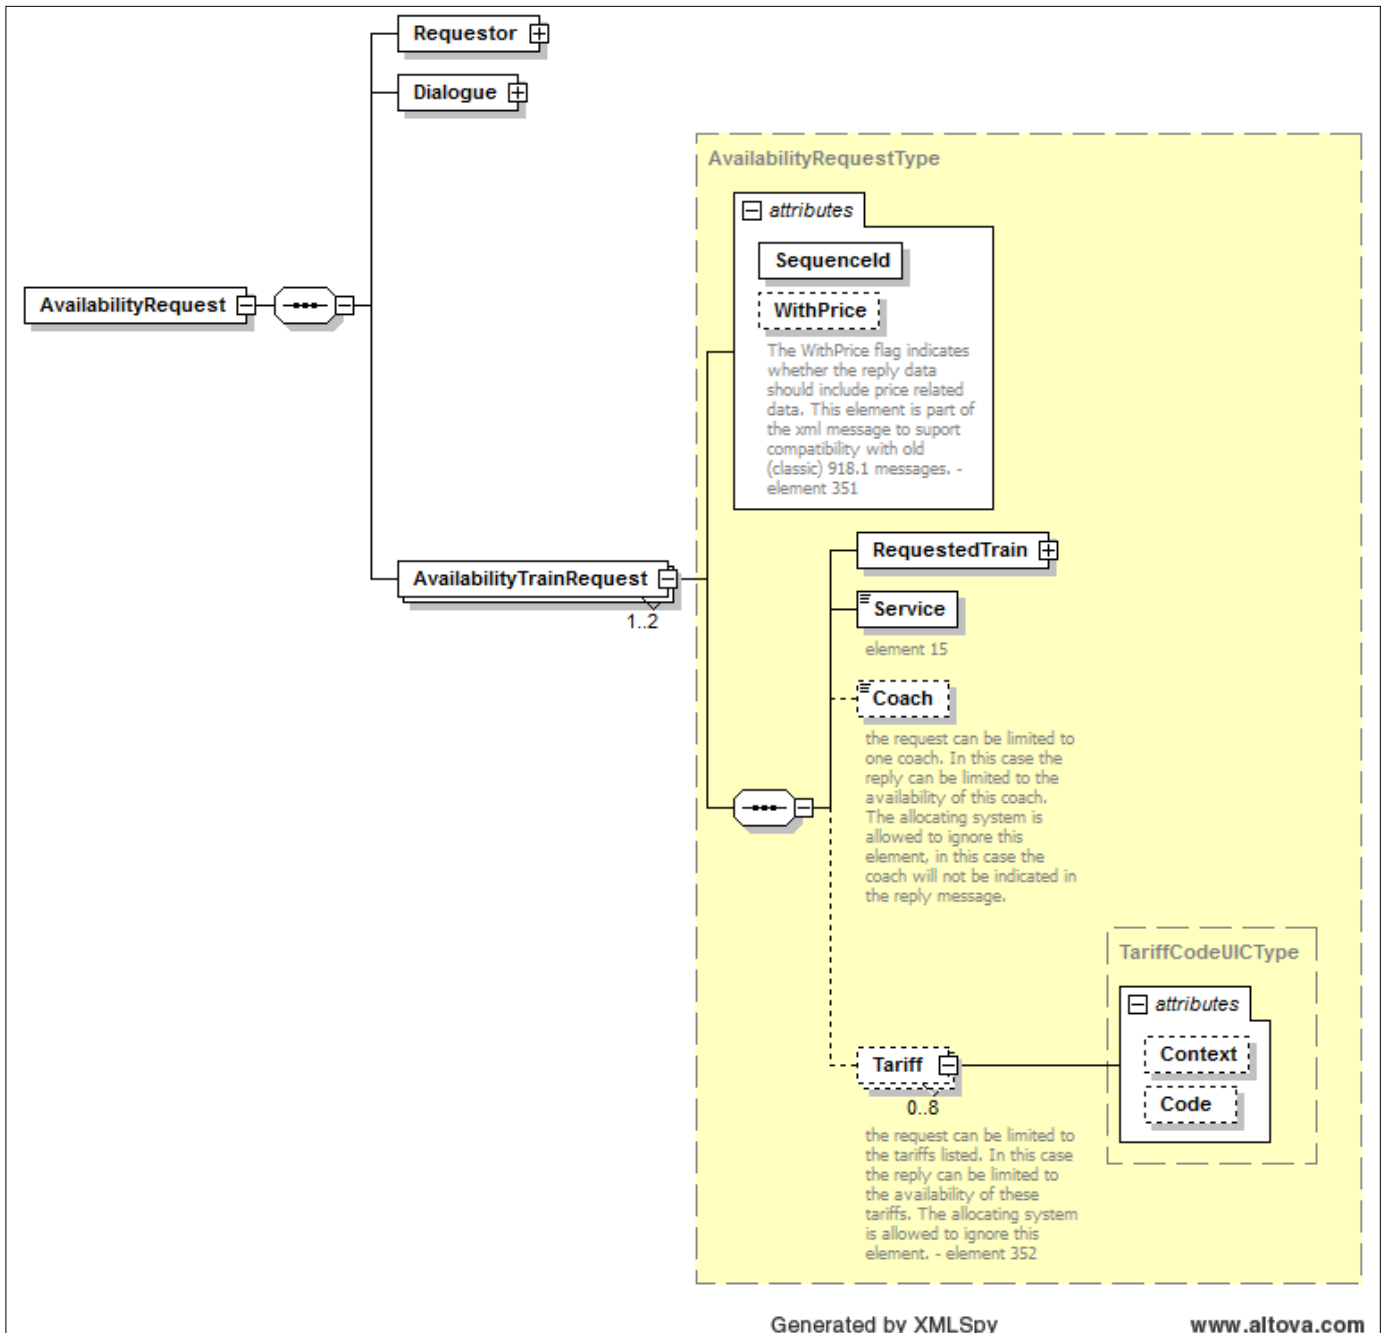 Requestor
Dialogue
AvailabilityRequestType
attributes
SequenceId
WithPrice
The WithPrice flag indicates
whether the reply data
should include price related
data. This element is part of
the xml message to suport
compatibility with old
(classic) 918.1 messages. -
element 351
AvailabilityRequest
AvailabilityTrainRequest
1..2
RequestedTrain
Service
element 15
Coach
the request can be limited to
one coach. In this case the
reply can be limited to the
availability of this coach.
The allocating system is
allowed to ignore this
element, in this case the
coach will not be indicated in
the reply message.
TariffCodeUICType
attributes
Context
Code
Tariff
0..8
the request can be limited to
the tariffs listed. In this case
the reply can be limited to
the availability of these
tariffs. The allocating system
is allowed to ignore this
element. - element 352
Generated by XMLSpy
www.altova.com